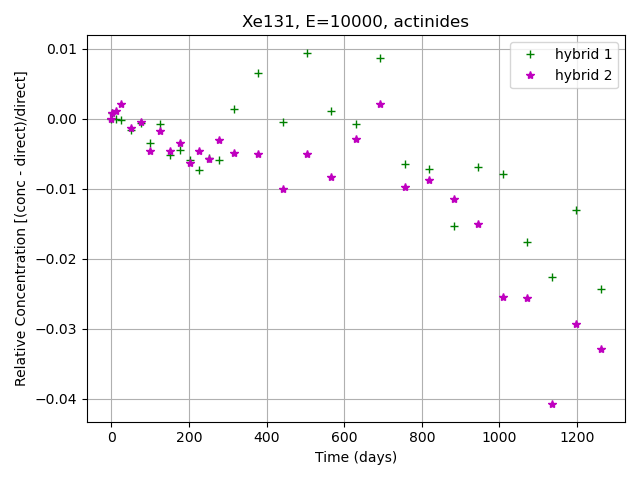 Xe131, E=10000, actinides
hybrid 1
hybrid 2
Relative Concentration [(conc - direct)/direct]
0.01
0.00
−0.01
−0.02
−0.03
−0.04
0
200
400
600
800
1000
1200
Time (days)